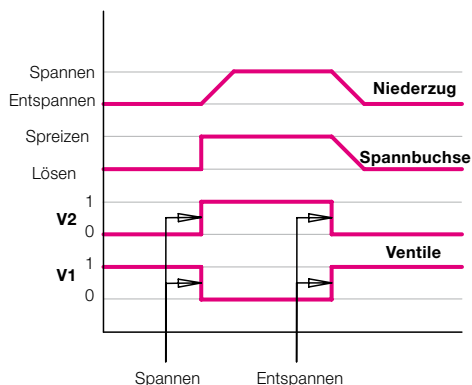 Spannen
Niederzug
Entspannen
Spreizen
Spannbuchse
Lösen
1
V2
0
Ventile
1
V1
0
Spannen Entspannen